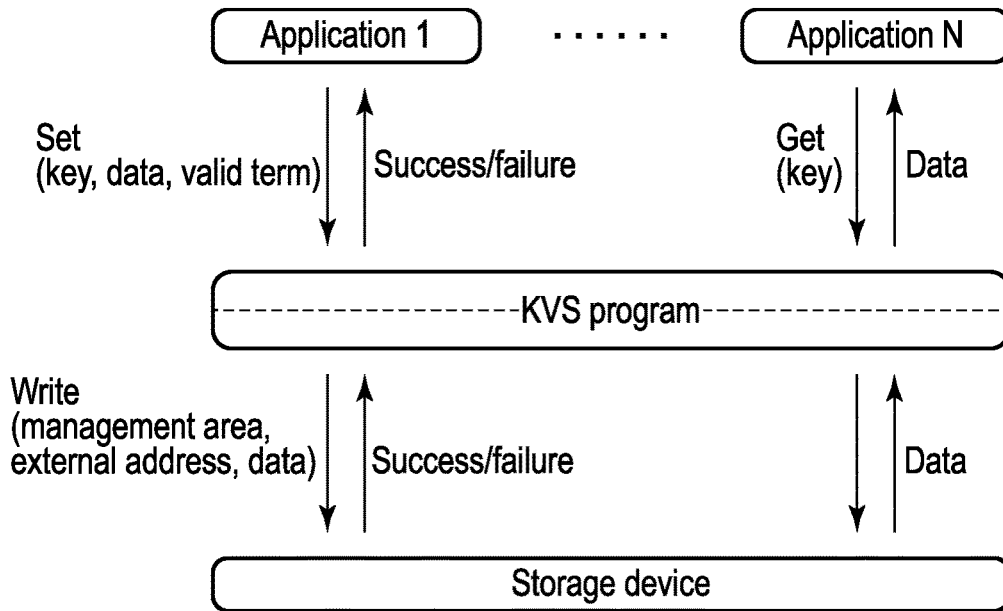 Application 1
......
Application N
Set
(key, data, valid term)
Success/failure
Get
(key)
Data
KVS program
Write
(management area,
external address, data)
Success/failure
Data
Storage device